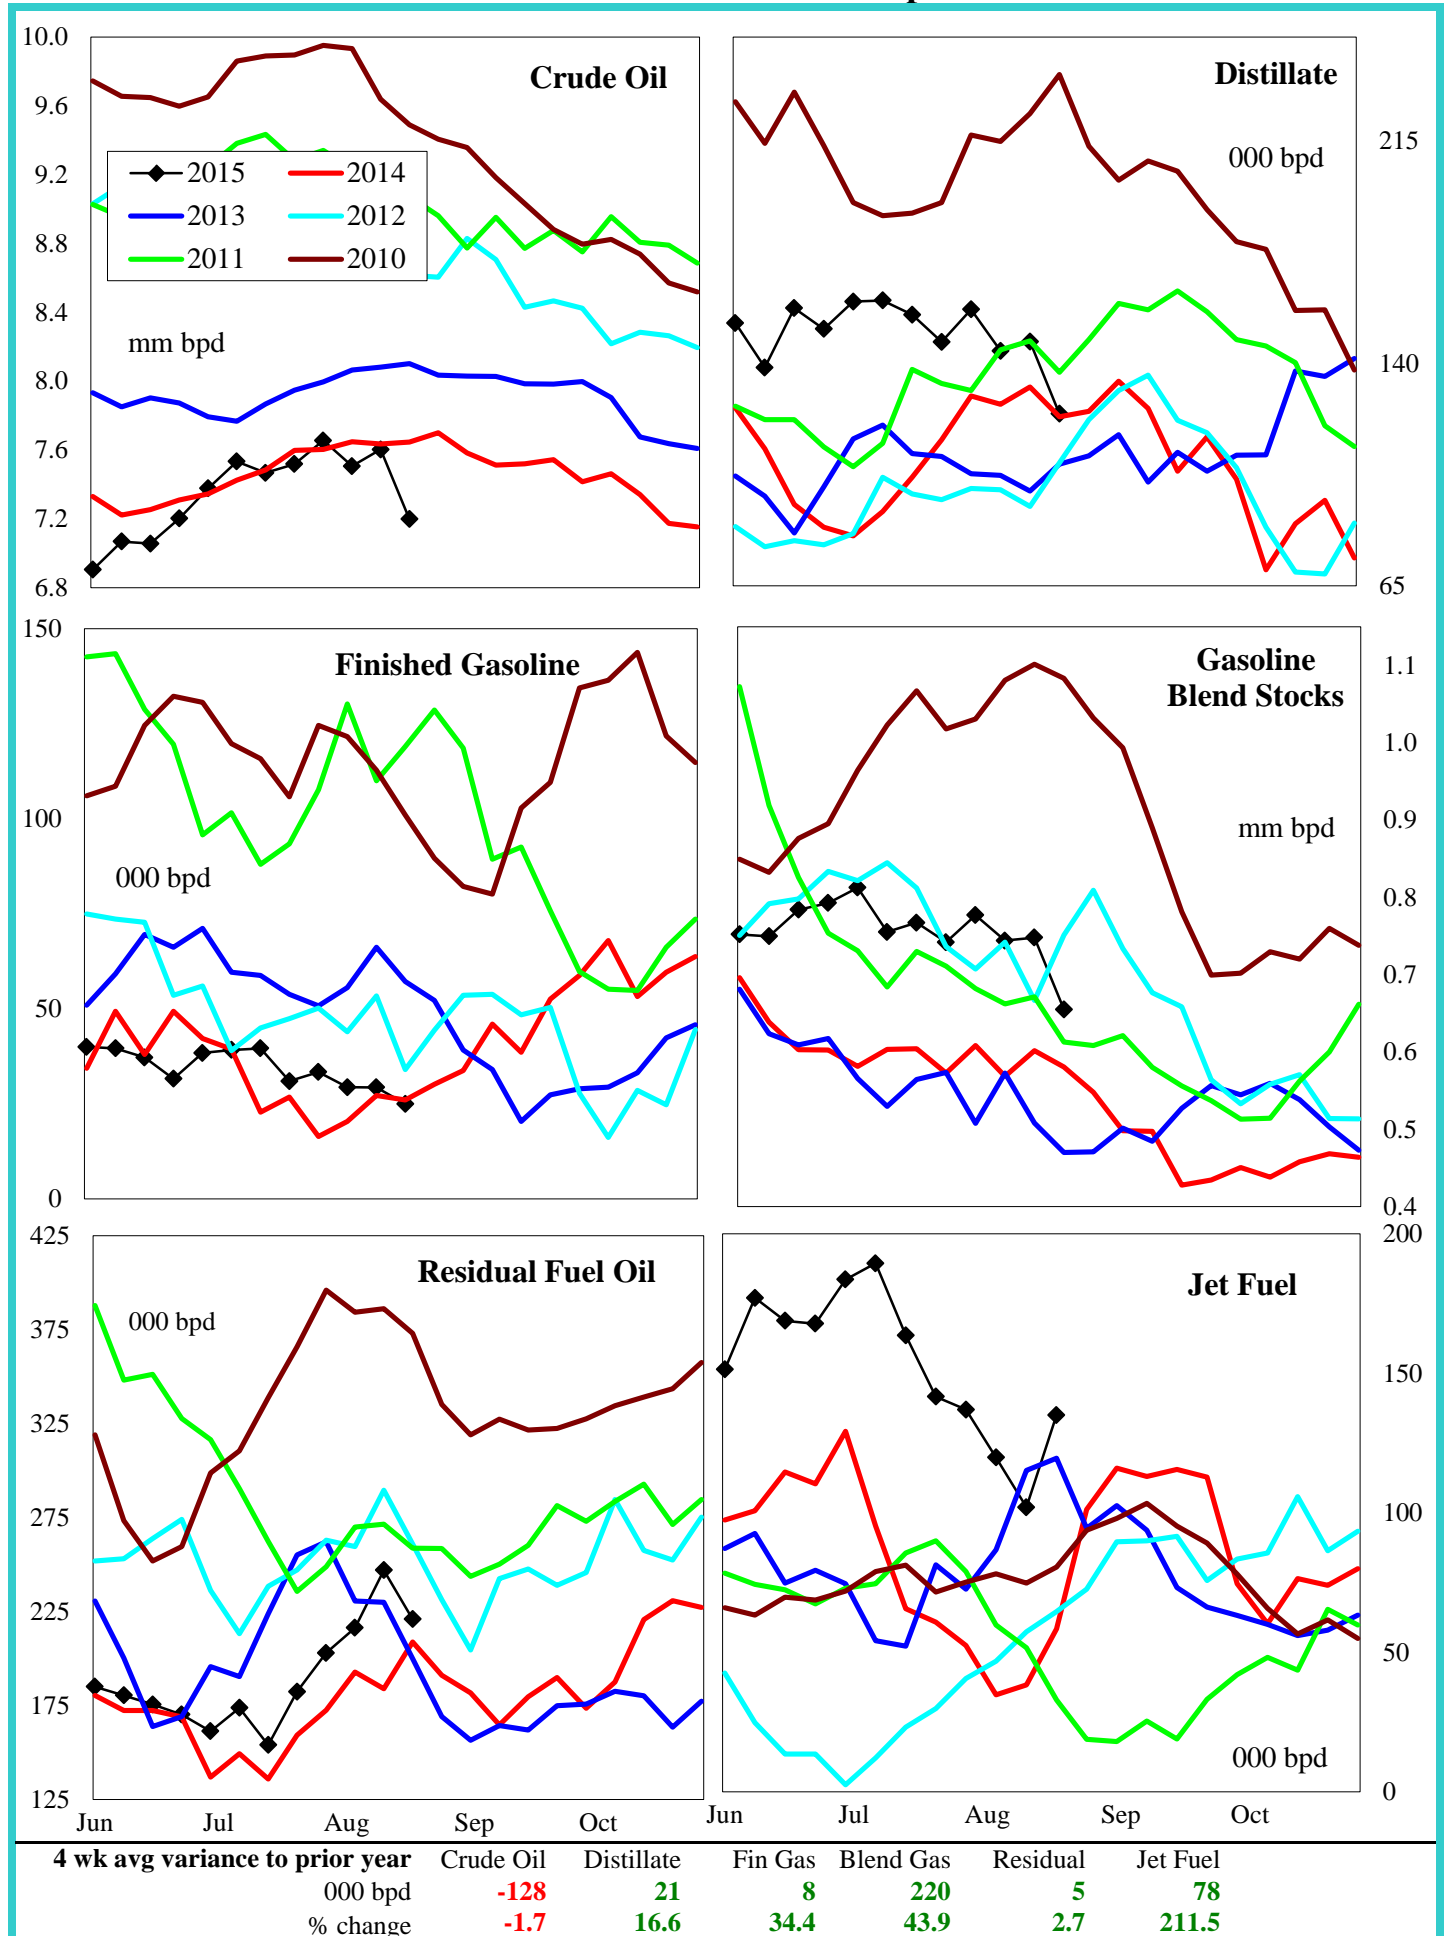 10.0
9.6
9.2
8.8
8.4
8.0
7.6
7.2
6.8
Crude Oil
2015 2014
2013 2012
2011 2010
mm bpd
Distillate
000 bpd
215
140
65
150
100
50
0
Finished Gasoline
000 bpd
Gasoline
Blend Stocks
mm bpd
1.1
1.0
0.9
0.8
0.7
0.6
0.5
0.4
425
375
325
275
225
175
125
Residual Fuel Oil
000 bpd
Jun Jul Aug Sep Oct
Jet Fuel
000 bpd
200
150
100
50
0
Jun Jul Aug Sep Oct
4 wk avg variance to prior year Crude Oil Distillate Fin Gas Blend Gas Residual Jet Fuel
000 bpd -128 21 8 220 5 78
% change -1.7 16.6 34.4 43.9 2.7 211.5